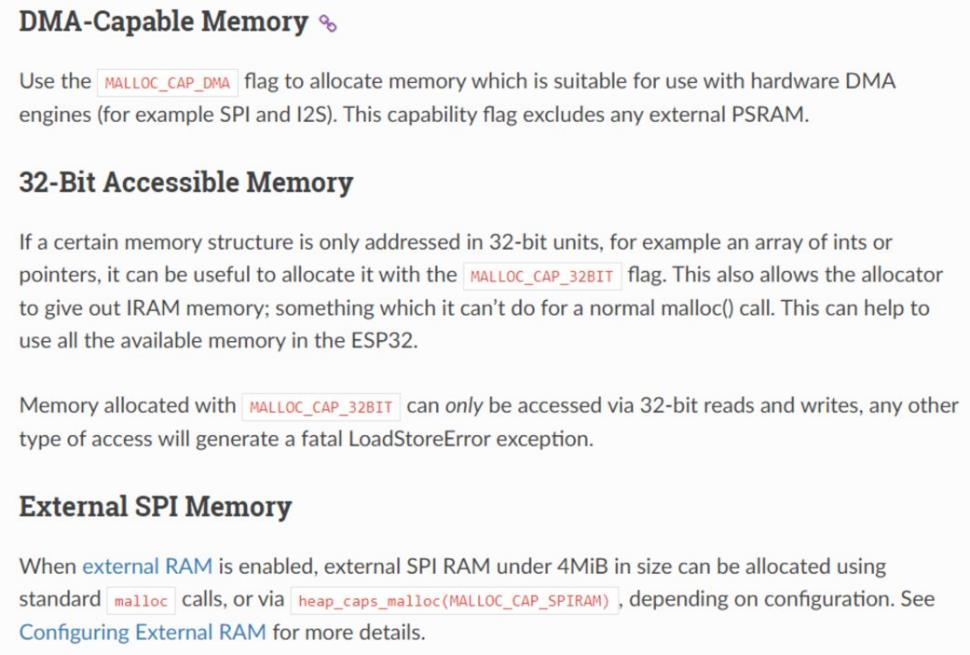 DMA-Capable Memory
Use the MALLOC_CAP_DMA flag to allocate memory which is suitable for use with hardware DMA
engines (for example SPI and I2S). This capability flag excludes any external PSRAM.
32-Bit Accessible Memory
If a certain memory structure is only addressed in 32-bit units, for example an array of ints or
pointers, it can be useful to allocate it with the MALLOC_CAP_32BIT flag. This also allows the allocator
to give out IRAM memory; something which it can't do for a normal malloc() call. This can help to
use all the available memory in the ESP32.
Memory allocated with MALLOC_CAP_32BIT can only be accessed via 32-bit reads and writes, any other
type of access will generate a fatal LoadStoreError exception.
External SPI Memory
When external RAM is enabled, external SPI RAM under 4MiB in size can be allocated using
standard malloc calls, or via heap_caps_malloc(MALLOC_CAP_SPIRAM) , depending on configuration. See
Configuring External RAM for more details.